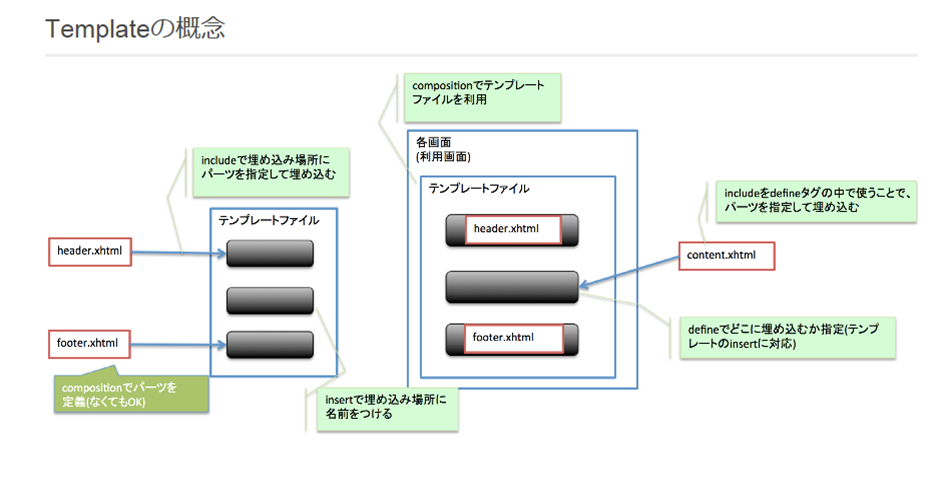 Templateの概念
compositionでテンプレート
ファイルを利用
各画面
(利用画面)
includeで埋め込み場所に
パーツを指定して埋め込む
テンプレートファイル
includeをdefineタグの中で使うことで、
パーツを指定して埋め込む
テンプレートファイル
header.xhtml
header.xhtml
content.xhtml
footer.xhtml
footer.xhtml
defineでどこに埋め込むか指定(テンプ
レートのinsertに対応)
compositionでパーツを
定義(なくてもOK)
insertで埋め込み場所に
名前をつける